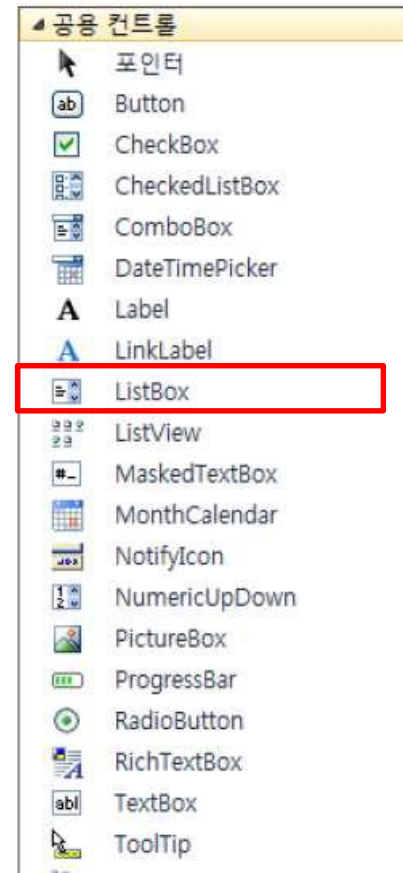 공용 컨트롤
포인터
Button
CheckBox
CheckedListBox
ComboBox
DateTimePicker
Label
LinkLabel
ListBox
ListView
MaskedTextBox
MonthCalendar
NotifyIcon
NumericUpDown
PictureBox
ProgressBar
RadioButton
RichTextBox
TextBox
ToolTip